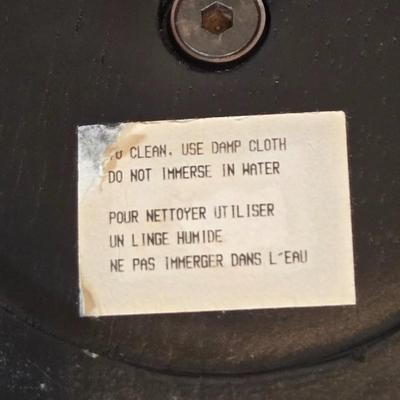 TO CLEAN, USE DAMP CLOTH
DO NOT IMMERSE IN WATER
POUR NETTOYER UTILISER
UN LINGE HUMIDE
NE PAS IMMERGER DANS L'EAU